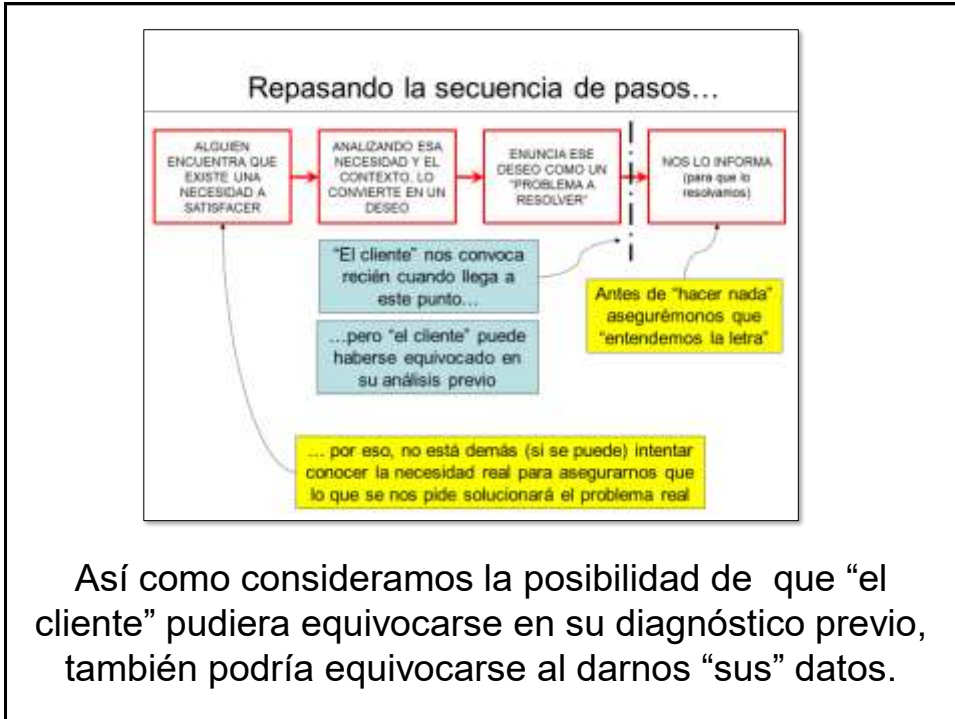 Repasando la secuencia de pasos…
ALGUIEN
ENCUENTRA QUE
EXISTE UNA
NECESIDAD A
SATISFACER
ANALIZANDO ESA
NECESIDAD Y EL
CONTEXTO, LO
CONVIERTE EN UN
DESEO
ENUNCIA ESE
DESEO COMO UN
"PROBLEMA A
RESOLVER"
NOS LO INFORMA
(para que lo
resolvamos)
"El cliente" nos convoca
recién cuando llega a
este punto…
…pero "el cliente" puede
haberse equivocado en
su análisis previo
Antes de "hacer nada"
asegurémonos que
"entendemos la letra"
… por eso, no está demás (si se puede) intentar
conocer la necesidad real para asegurarnos que
lo que se nos pide solucionará el problema real
Así como consideramos la posibilidad de que “el
cliente” pudiera equivocarse en su diagnóstico previo,
también podría equivocarse al darnos “sus” datos.